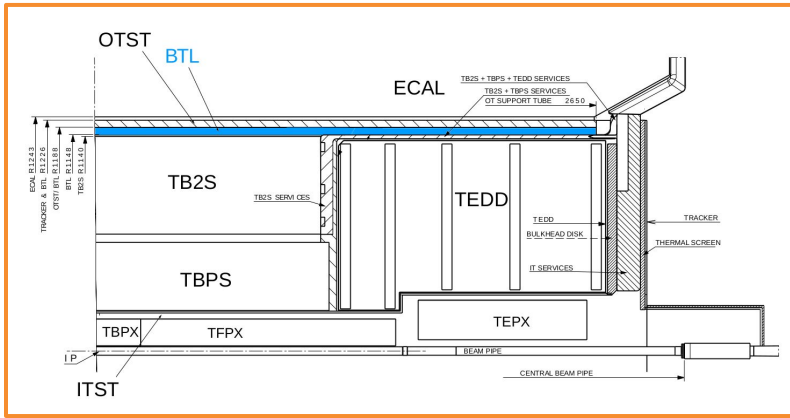 OTST
BTL
ECAL
TB2S + TBPS + TEDD SERVICES
TB2S + TBPS SERVICES
OT SUPPORT TUBE 2650
ECAL R1243
TRACKER & BTL R1226
OTST/BTL R1188
BTL R1148
TB2S R1140
TB2S
TB2S SERVICES
TEDD
TEDD
BULKHEAD DISK
TRACKER
THERMAL SCREEN
IT SERVICES
TBPS
TBPX
TFPX
TEPX
IP
BEAM PIPE
CENTRAL BEAM PIPE
ITST